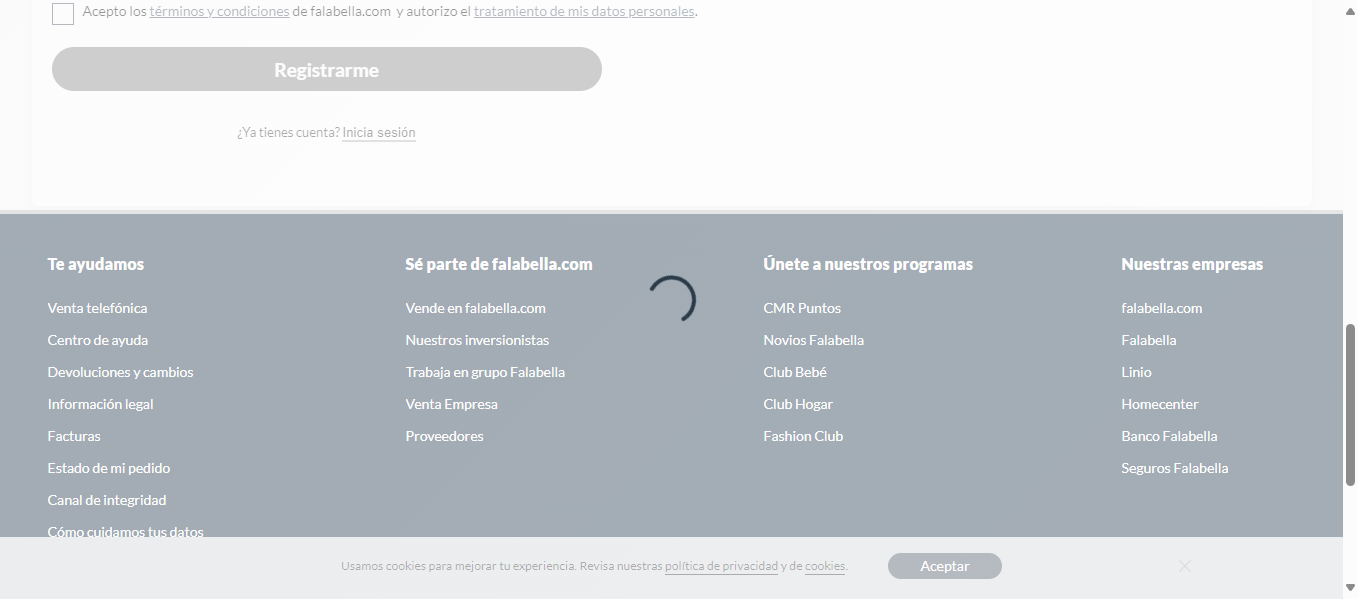 Acepto los términos y condiciones de falabella.com y autorizo el tratamiento de mis datos personales.
Registrarme
¿Ya tienes cuenta? Inicia sesión
Te ayudamos
Venta telefónica
Centro de ayuda
Devoluciones y cambios
Información legal
Facturas
Estado de mi pedido
Canal de integridad
Cómo cuidamos tus datos
Sé parte de falabella.com
Vende en falabella.com
Nuestros inversionistas
Trabaja en grupo Falabella
Venta Empresa
Proveedores
Únete a nuestros programas
CMR Puntos
Novios Falabella
Club Bebé
Club Hogar
Fashion Club
Nuestras empresas
falabella.com
Falabella
Linio
Homecenter
Banco Falabella
Seguros Falabella
Usamos cookies para mejorar tu experiencia. Revisa nuestras política de privacidad y de cookies.
Aceptar